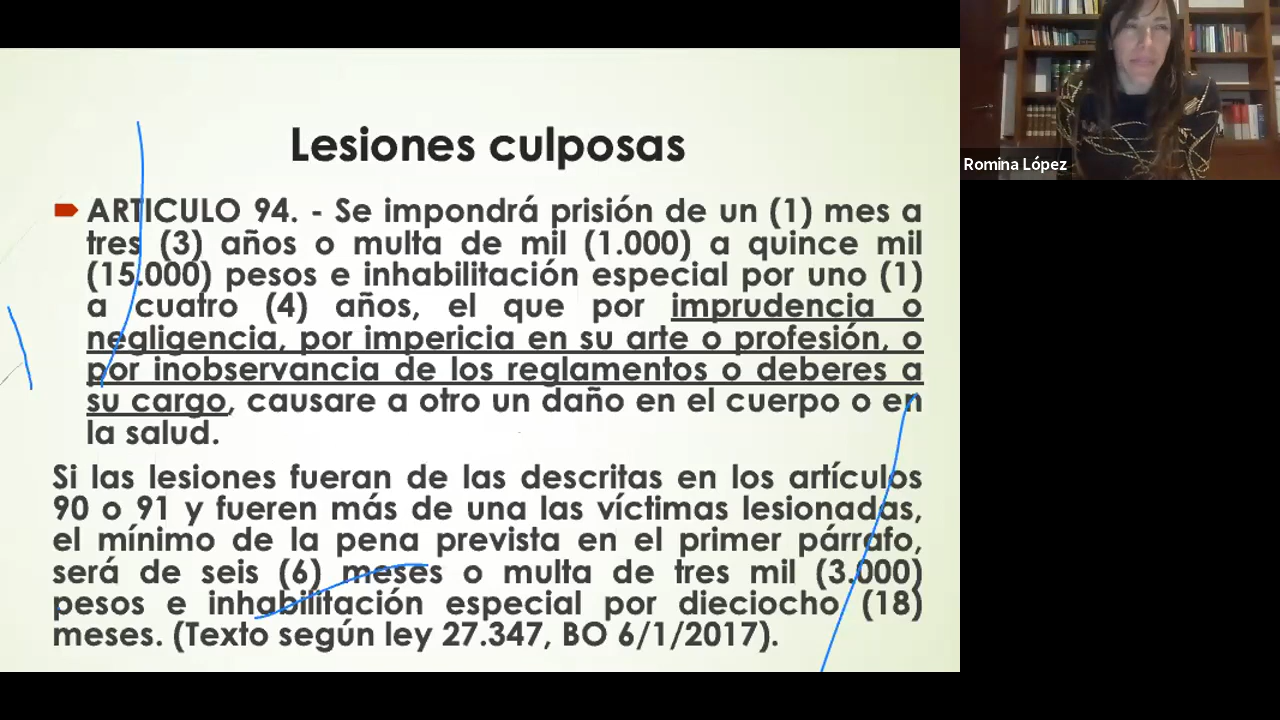 Lesiones culposas
ARTICULO 94. - Se impondrá prisión de un (1) mes a
tres (3) años o multa de mil (1.000) a quince mil
(15.000) pesos e inhabilitación especial por uno (1)
a cuatro (4) años, el que por imprudencia o
negligencia, por impericia en su arte o profesión, o
por inobservancia de los reglamentos o deberes a
su cargo, causare a otro un daño en el cuerpo o en
la salud.
Si las lesiones fueran de las descritas en los artículos
90 o 91 y fueren más de una las víctimas lesionadas,
el mínimo de la pena prevista en el primer párrafo,
será de seis (6) meses o multa de tres mil (3.000)
pesos e inhabilitación especial por dieciocho (18)
meses. (Texto según ley 27.347, BO 6/1/2017).
Romina López